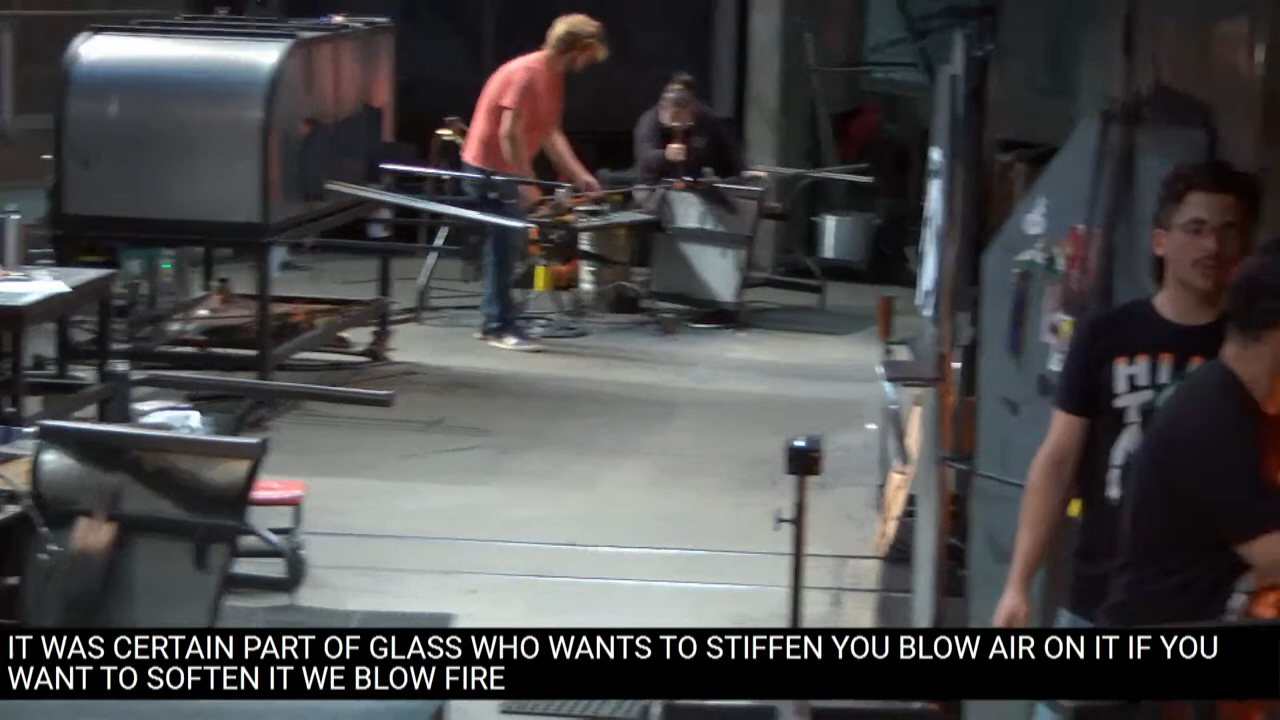 IT WAS CERTAIN PART OF GLASS WHO WANTS TO STIFFEN YOU BLOW AIR ON IT IF YOU
WANT TO SOFTEN IT WE BLOW FIRE